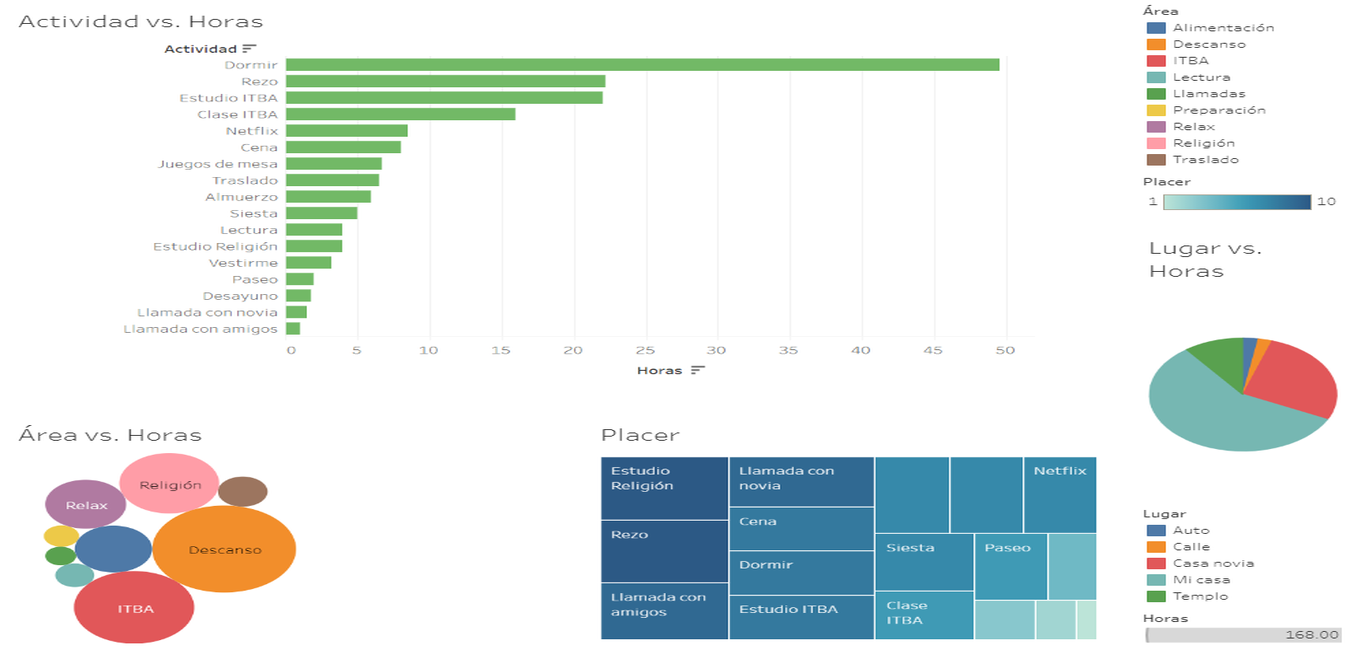 Actividad vs. Horas
Actividad
Dormir
Rezo
Estudio ITBA
Clase ITBA
Netflix
Cena
Juegos de mesa
Traslado
Almuerzo
Siesta
Lectura
Estudio Religión
Vestirme
Paseo
Desayuno
Llamada con novia
Llamada con amigos
0 5 10 15 20 25 30 35 40 45 50
Horas
Área
Alimentación
Descanso
ITBA
Lectura
Llamadas
Preparación
Relax
Religión
Traslado
Placer
1 10
Lugar vs.
Horas
Área vs. Horas
Religión
Relax
Descanso
ITBA
Placer
Estudio
Religión
Rezo
Llamada con
amigos
Llamada con
novia
Cena
Dormir
Estudio ITBA
Netflix
Siesta
Paseo
Clase
ITBA
Lugar
Auto
Calle
Casa novia
Mi casa
Templo
Horas
168.00